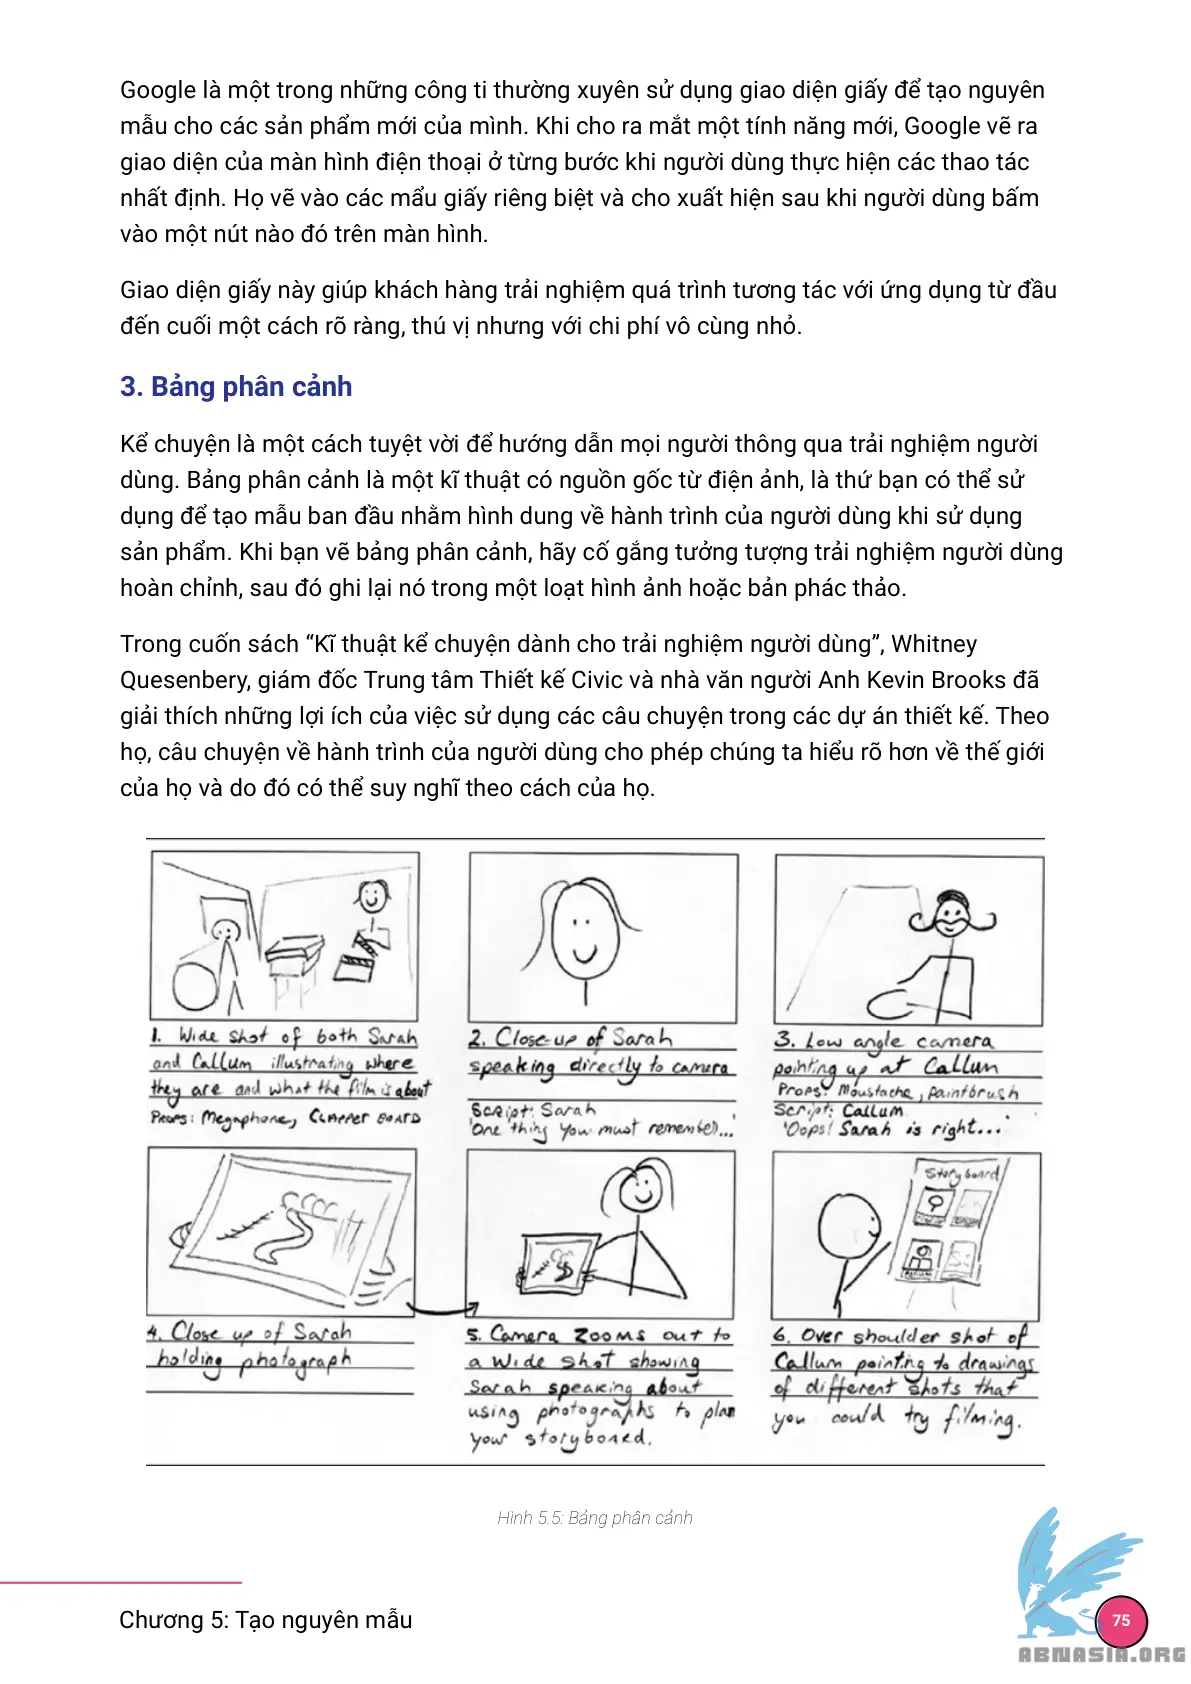 Google là một trong những công ti thường xuyên sử dụng giao diện giấy để tạo nguyên
mẫu cho các sản phẩm mới của mình. Khi cho ra mắt một tính năng mới, Google vẽ ra
giao diện của màn hình điện thoại ở từng bước khi người dùng thực hiện các thao tác
nhất định. Họ vẽ vào các mẩu giấy riêng biệt và cho xuất hiện sau khi người dùng bấm
vào một nút nào đó trên màn hình.
Giao diện giấy này giúp khách hàng trải nghiệm quá trình tương tác với ứng dụng từ đầu
đến cuối một cách rõ ràng, thú vị nhưng với chi phí vô cùng nhỏ.
3. Bảng phân cảnh
Kể chuyện là một cách tuyệt vời để hướng dẫn mọi người thông qua trải nghiệm người
dùng. Bảng phân cảnh là một kĩ thuật có nguồn gốc từ điện ảnh, là thứ bạn có thể sử
dụng để tạo mẫu ban đầu nhằm hình dung về hành trình của người dùng khi sử dụng
sản phẩm. Khi bạn vẽ bảng phân cảnh, hãy cố gắng tưởng tượng trải nghiệm người dùng
hoàn chỉnh, sau đó ghi lại nó trong một loạt hình ảnh hoặc bản phác thảo.
Trong cuốn sách “Kĩ thuật kể chuyện dành cho trải nghiệm người dùng”, Whitney
Quesenbery, giám đốc Trung tâm Thiết kế Civic và nhà văn người Anh Kevin Brooks đã
giải thích những lợi ích của việc sử dụng các câu chuyện trong các dự án thiết kế. Theo
họ, câu chuyện về hành trình của người dùng cho phép chúng ta hiểu rõ hơn về thế giới
của họ và do đó có thể suy nghĩ theo cách của họ.
1. Wide shot of both Sarah
and Callum illustrating where
they are and what the film is about
Props: Megaphone, CLAPPER BOARD
2. Close-up of Sarah
speaking directly to camera
Script: Sarah
'One thing you must remember...'
3. Low angle camera
pointing up at Callum
Props: Moustache, paintbrush
Script: Callum
'Oops! Sarah is right...'
Storyboard
4. Close up of Sarah
holding photograph
5. Camera zooms out to
a wide shot showing
Sarah speaking about
using photographs to plan
your storyboard.
6. Over shoulder shot of
Callum pointing to drawings
of different shots that
you could try filming.
Hình 5.5: Bảng phân cảnh
Chương 5: Tạo nguyên mẫu
75
ABNASIA.ORG